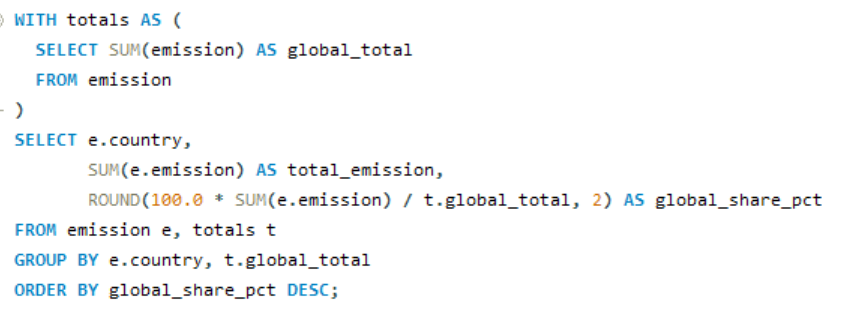 WITH totals AS (
  SELECT SUM(emission) AS global_total
  FROM emission
)
SELECT e.country,
       SUM(e.emission) AS total_emission,
       ROUND(100.0 * SUM(e.emission) / t.global_total, 2) AS global_share_pct
FROM emission e, totals t
GROUP BY e.country, t.global_total
ORDER BY global_share_pct DESC;